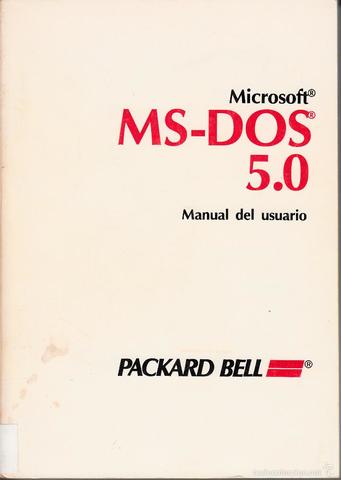 Microsoft®
MS-DOS®
5.0
Manual del usuario
PACKARD BELL ®